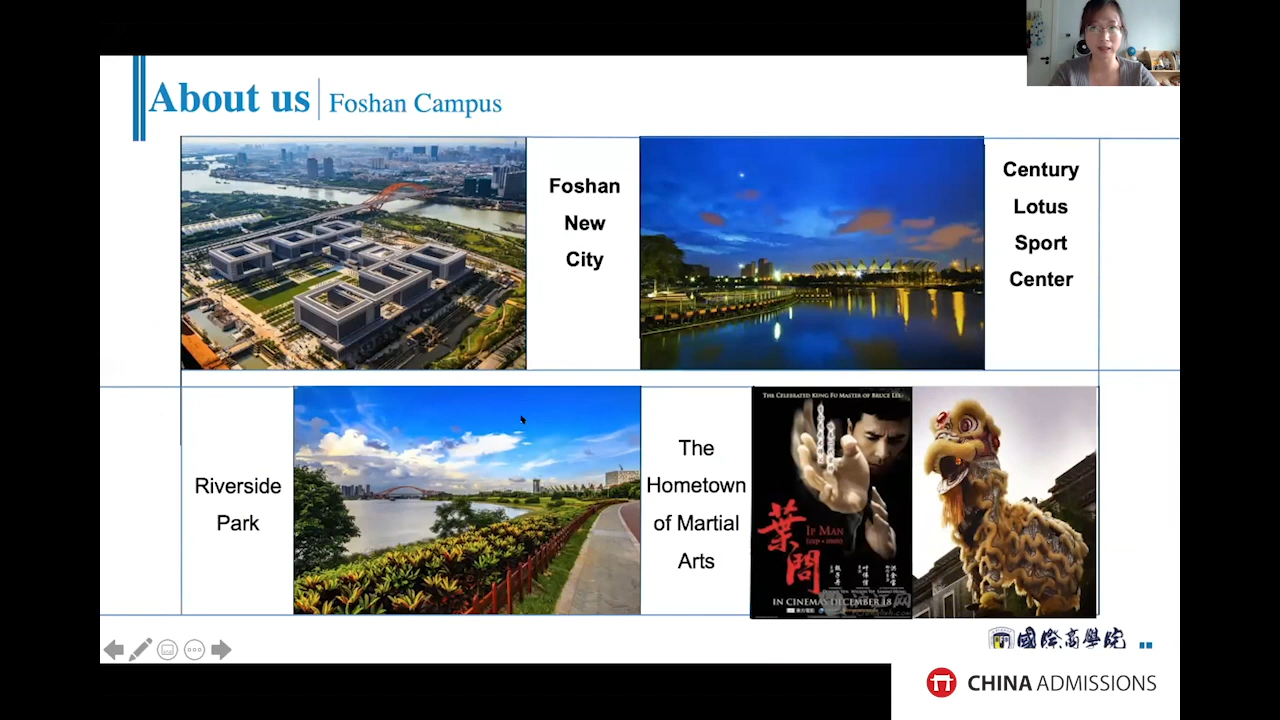 About us
Foshan Campus
Foshan
New
City
Century
Lotus
Sport
Center
Riverside
Park
The
Hometown
of Martial
Arts
THE CELEBRATED KUNG FU MASTER OF BRUCE LEE
葉問
IP MAN
IN CINEMAS DECEMBER 18
國際商學院
CHINA ADMISSIONS